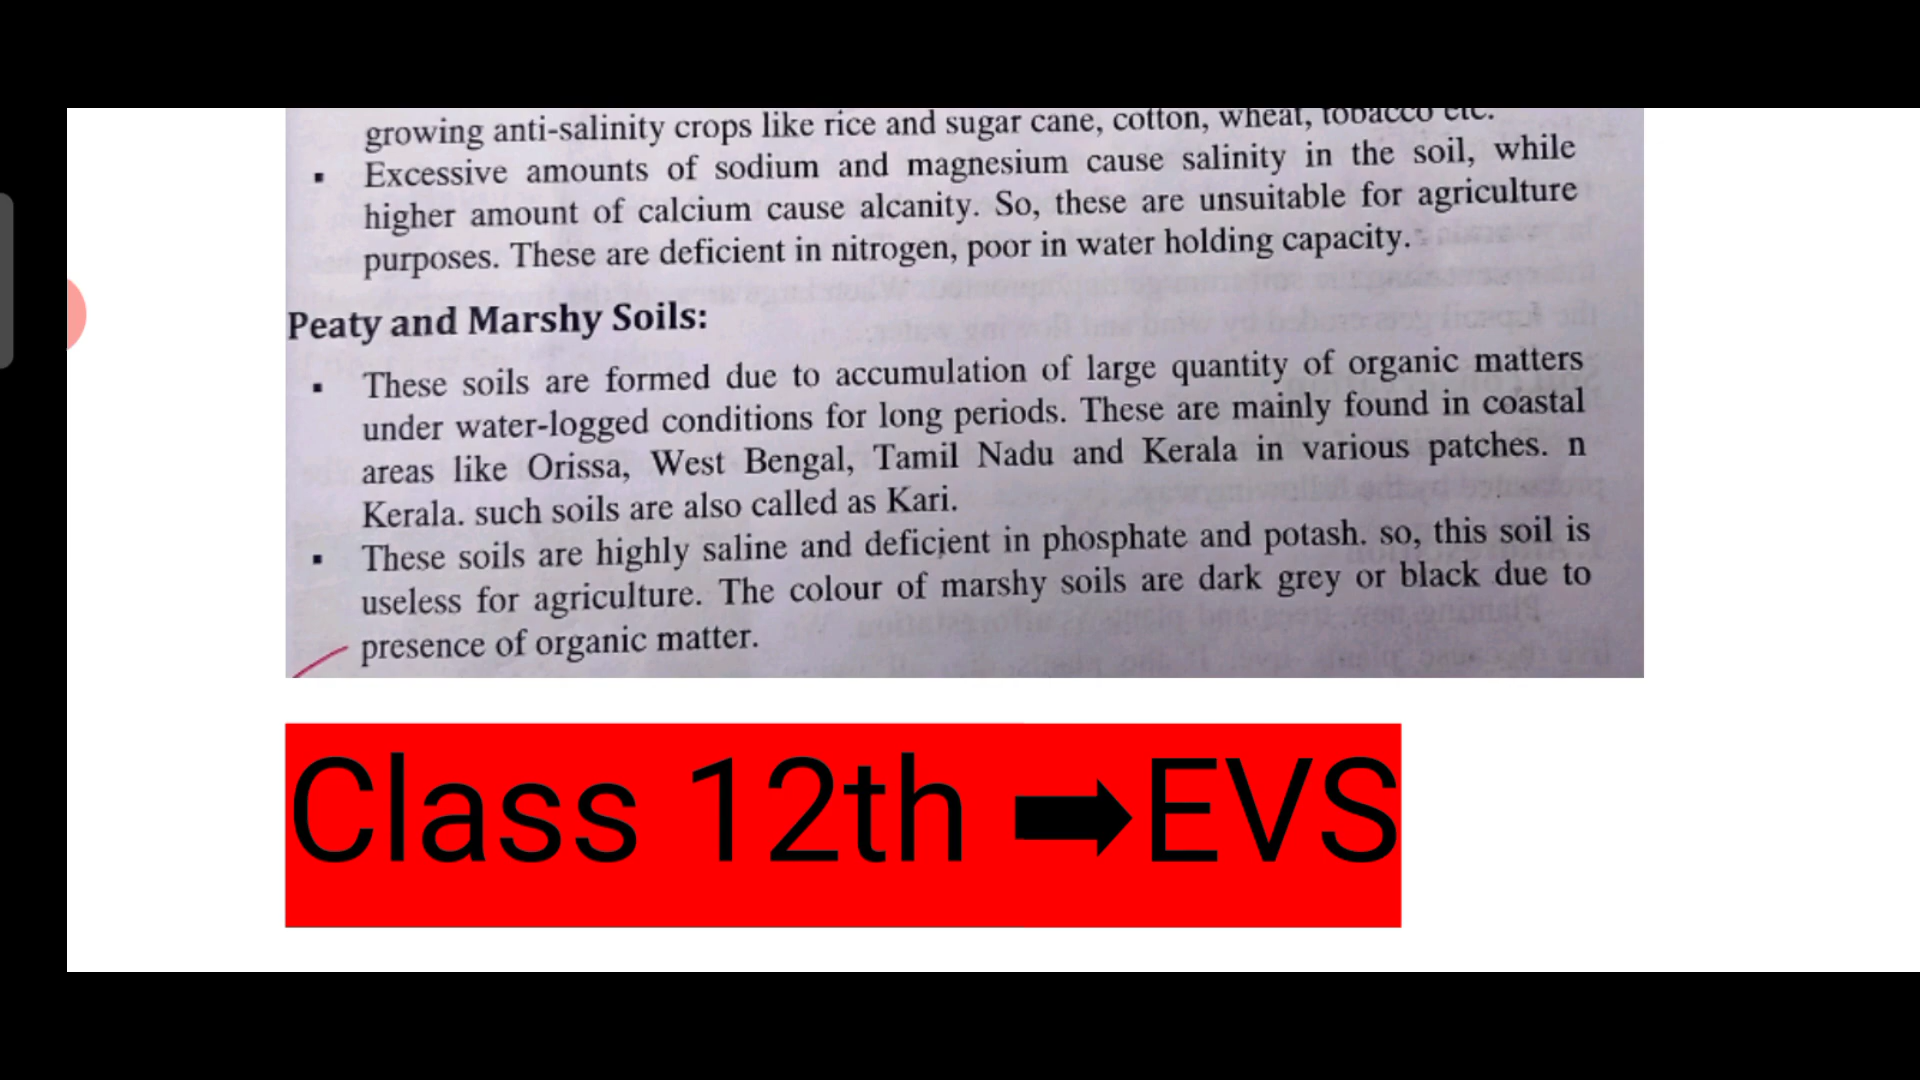 growing anti-salinity crops like rice and sugar cane, cotton, wheat, tobacco etc.
▪ Excessive amounts of sodium and magnesium cause salinity in the soil, while
higher amount of calcium cause alcanity. So, these are unsuitable for agriculture
purposes. These are deficient in nitrogen, poor in water holding capacity.
Peaty and Marshy Soils:
▪ These soils are formed due to accumulation of large quantity of organic matters
under water-logged conditions for long periods. These are mainly found in coastal
areas like Orissa, West Bengal, Tamil Nadu and Kerala in various patches. n
Kerala. such soils are also called as Kari.
▪ These soils are highly saline and deficient in phosphate and potash. so, this soil is
useless for agriculture. The colour of marshy soils are dark grey or black due to
presence of organic matter.
Class 12th ➡EVS